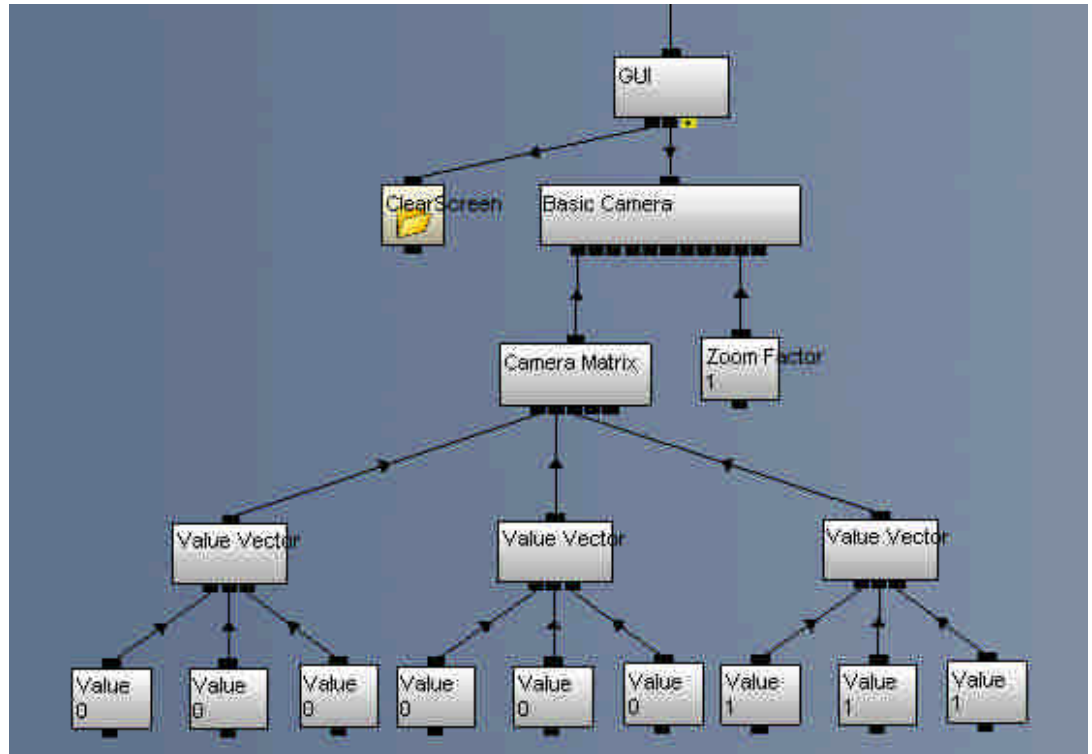 GUI
ClearScreen
Basic Camera
Camera Matrix
Zoom Factor
1
Value Vector
Value Vector
Value Vector
Value
0
Value
0
Value
0
Value
0
Value
0
Value
0
Value
1
Value
1
Value
1